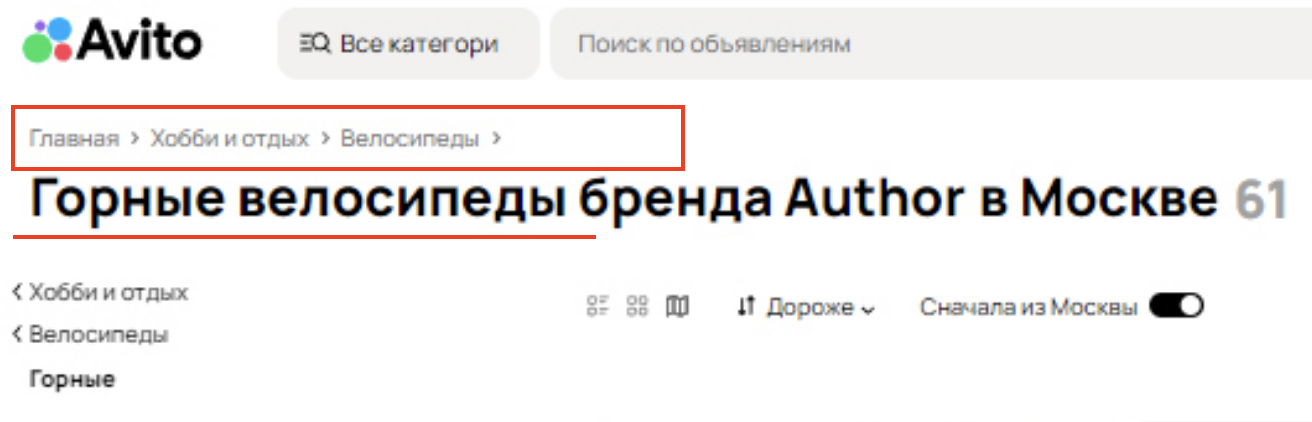 Avito
Все категори
Поиск по объявлениям
Главная > Хобби и отдых > Велосипеды >
Горные велосипеды бренда Author в Москве 61
< Хобби и отдых
< Велосипеды
Горные
Дороже
Сначала из Москвы